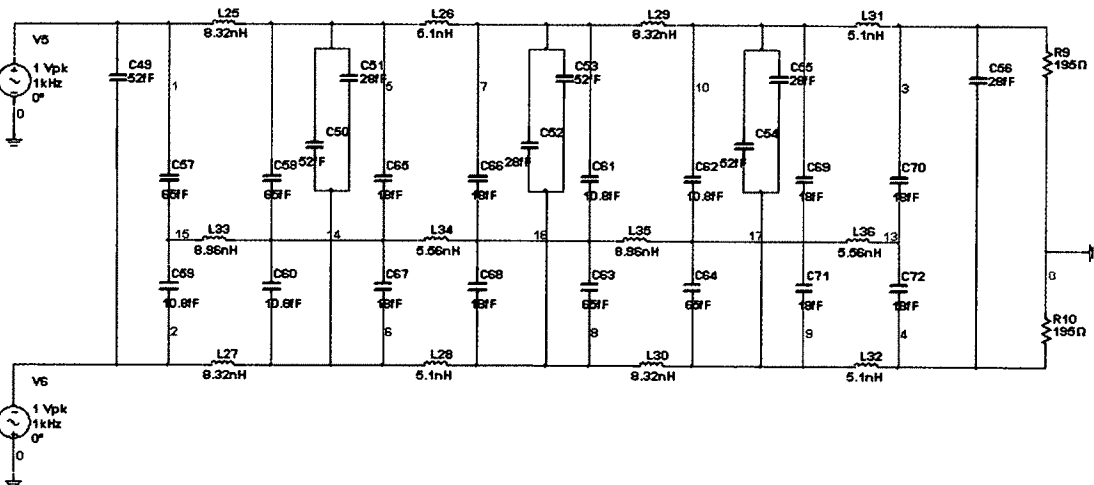 L25
8.32nH
L26
5.1nH
L29
8.32nH
L31
5.1nH
V5
1 Vpk
1kHz
0°
0
C49
52fF
1
C51
28fF
5
7
C53
52fF
10
C55
28fF
3
C56
28fF
R9
195Ω
C50
52fF
C52
28fF
C54
52fF
C57
65fF
C58
65fF
C65
18fF
C66
18fF
C61
10.8fF
C62
10.8fF
C69
18fF
C70
18fF
15
L33
8.96nH
14
L34
5.56nH
16
L35
8.96nH
17
L36
5.56nH
13
C59
10.8fF
C60
10.8fF
C67
18fF
C68
18fF
C63
65fF
C64
65fF
C71
18fF
C72
18fF
2
6
8
9
4
R10
195Ω
L27
8.32nH
L28
5.1nH
L30
8.32nH
L32
5.1nH
V6
1 Vpk
1kHz
0°
0